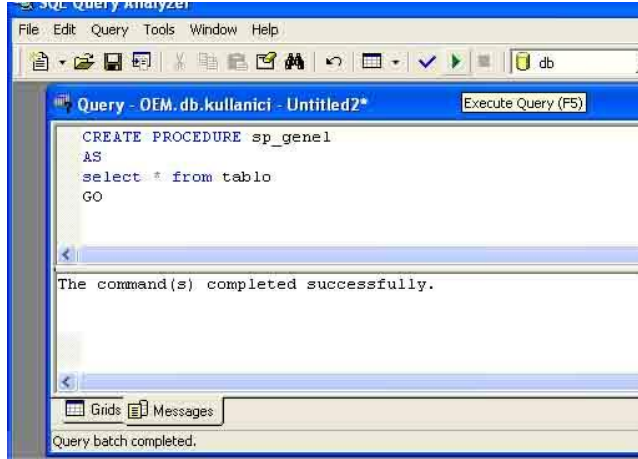 SQL Query Analyzer
File Edit Query Tools Window Help
db
Query - OEM.db.kullanici - Untitled2*
Execute Query (F5)
CREATE PROCEDURE sp_genel
AS
select * from tablo
GO
The command(s) completed successfully.
Grids Messages
Query batch completed.